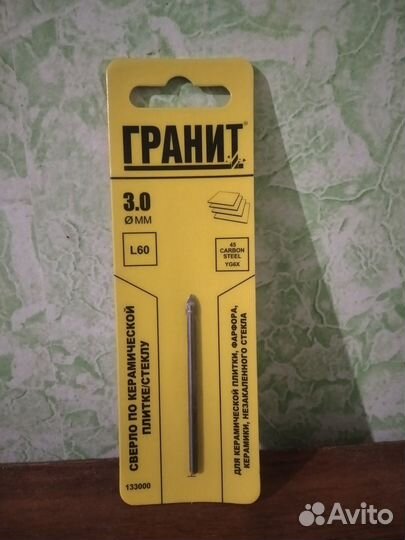 ГРАНИТ®
3.0
Ø ММ
L60
45
CARBON
STEEL
YG6X
СВЕРЛО ПО КЕРАМИЧЕСКОЙ
ПЛИТКЕ/СТЕКЛУ
ДЛЯ КЕРАМИЧЕСКОЙ ПЛИТКИ, ФАРФОРА,
КЕРАМИКИ, НЕЗАКАЛЕННОГО СТЕКЛА
133000
Avito